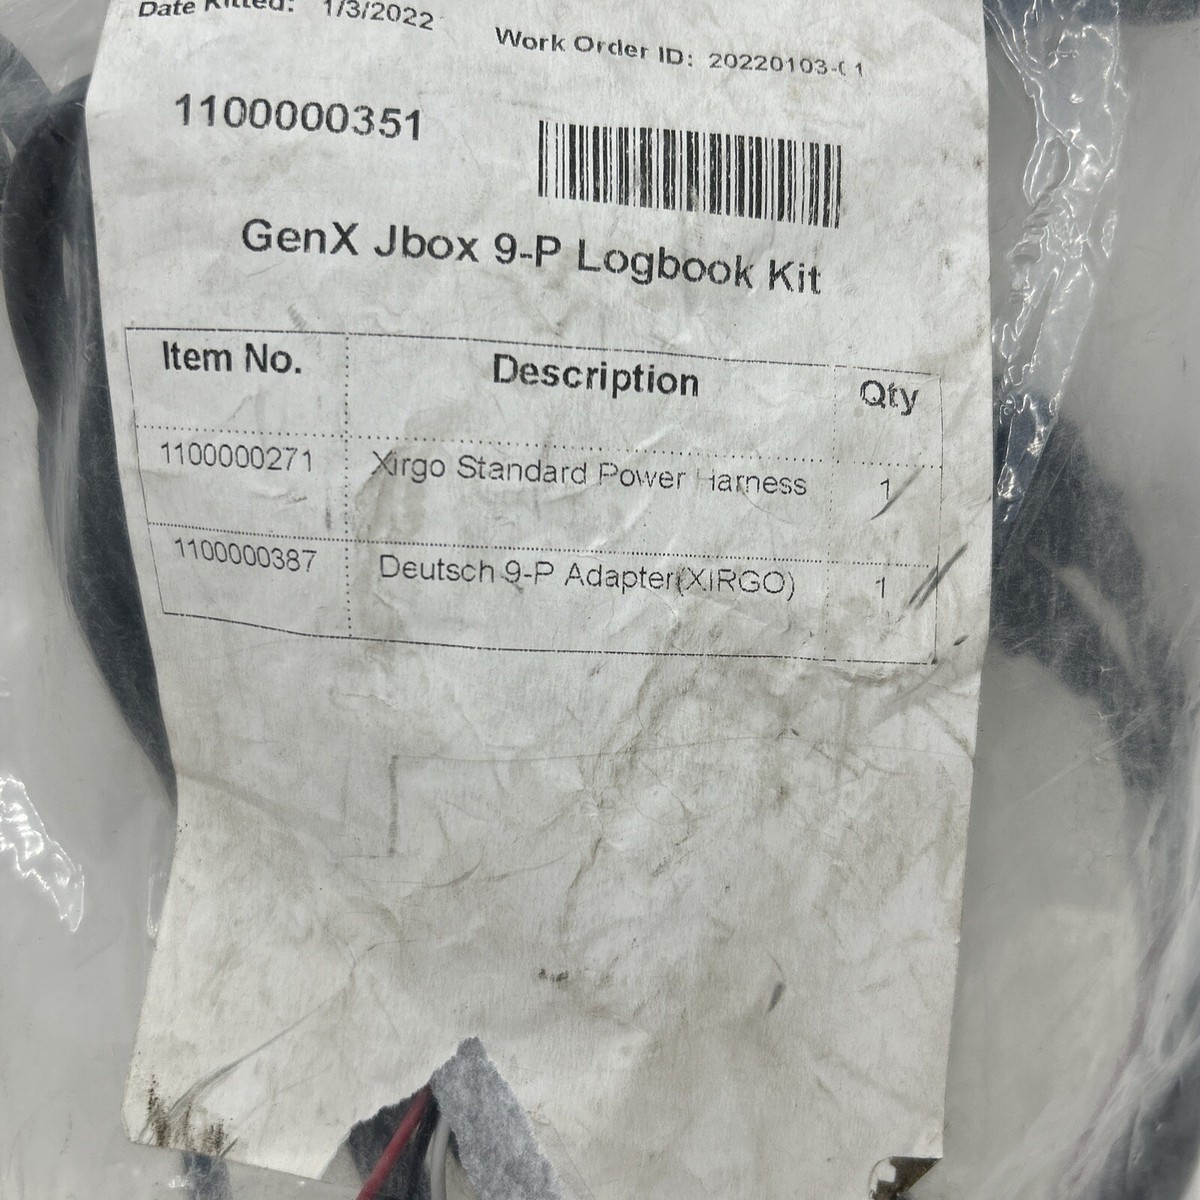 Date Kitted: 1/3/2022
Work Order ID: 20220103-01
1100000351
GenX Jbox 9-P Logbook Kit
Item No. Description Qty
1100000271 Xirgo Standard Power Harness 1
1100000387 Deutsch 9-P Adapter(XIRGO) 1